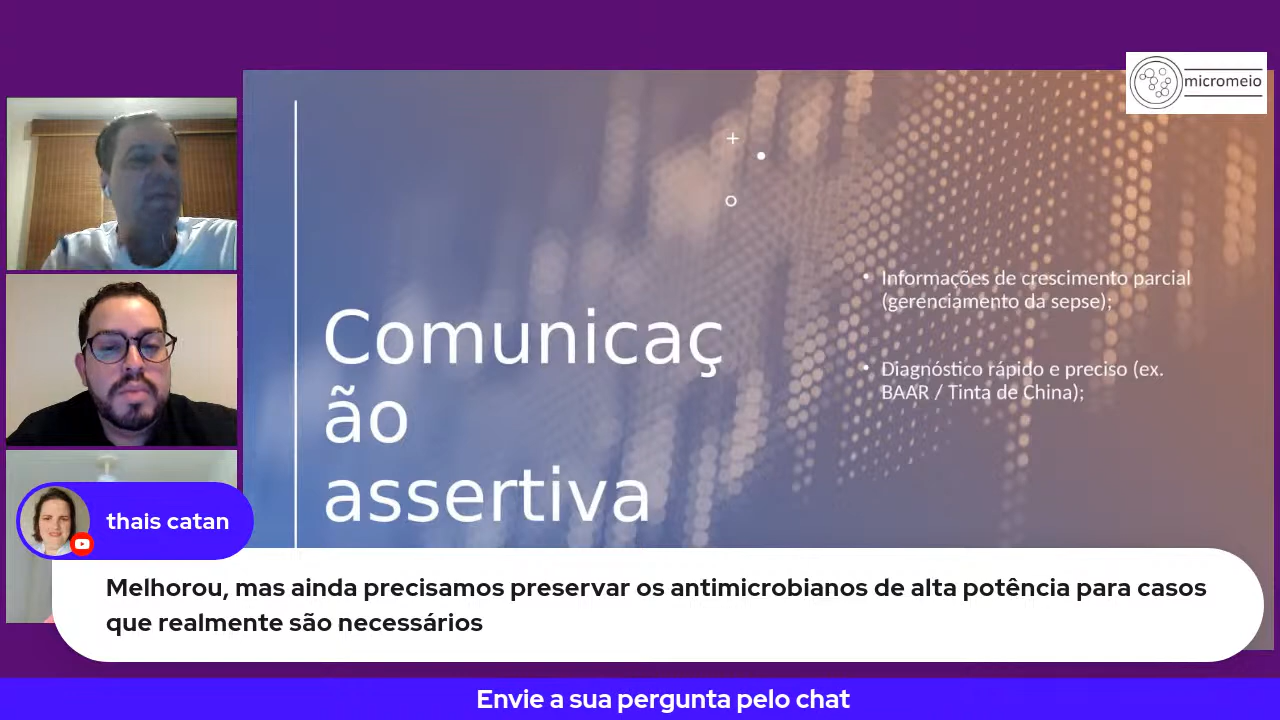 micromeio
Comunicaç
ão
assertiva
• Informações de crescimento parcial
(gerenciamento da sepse);
• Diagnóstico rápido e preciso (ex.
BAAR / Tinta de China);
thais catan
Melhorou, mas ainda precisamos preservar os antimicrobianos de alta potência para casos
que realmente são necessários
Envie a sua pergunta pelo chat